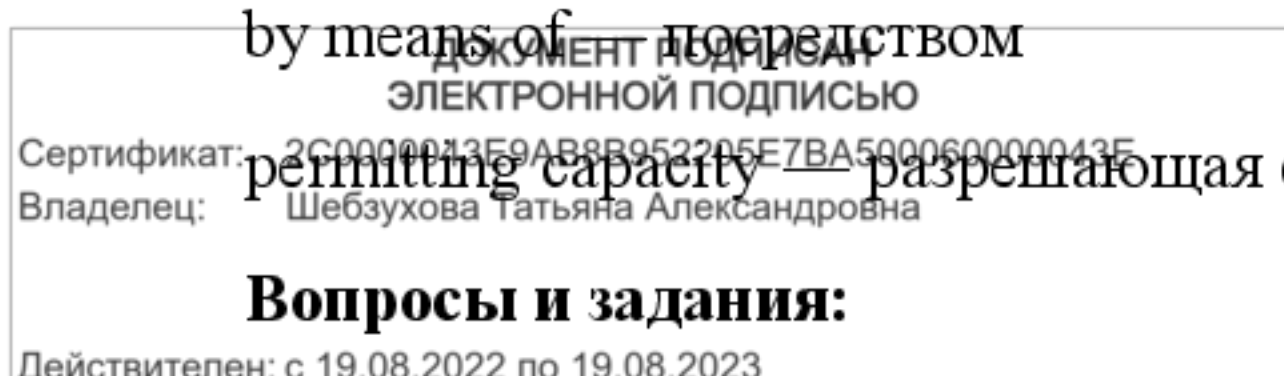 by means of — посредством
ДОКУМЕНТ ПОДПИСАН
ЭЛЕКТРОННОЙ ПОДПИСЬЮ
Сертификат: 2C0000043E9AB8B952205E7BA500060000043E
permitting capacity — разрешающая
Владелец: Шебзухова Татьяна Александровна
Вопросы и задания:
Действителен: с 19.08.2022 по 19.08.2023